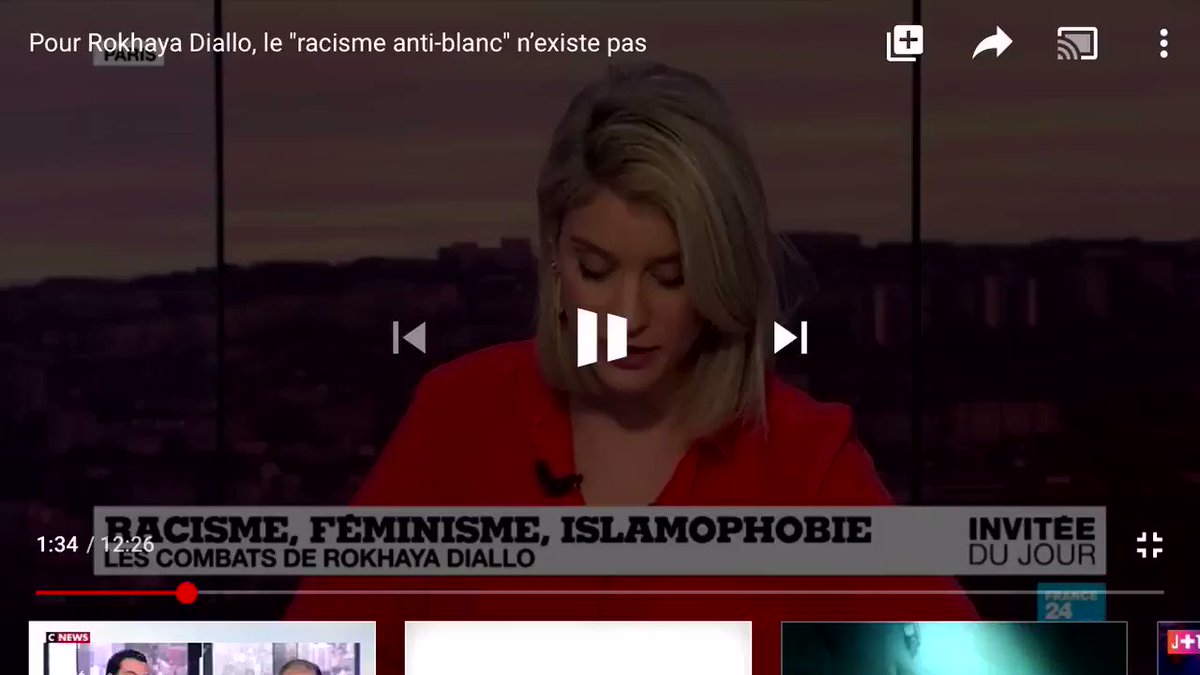 Pour Rokhaya Diallo, le "racisme anti-blanc" n’existe pas
PARIS
RACISME, FÉMINISME, ISLAMOPHOBIE
LES COMBATS DE ROKHAYA DIALLO
INVITÉE
DU JOUR
1:34 / 12:26
FRANCE
24
C NEWS
J+1